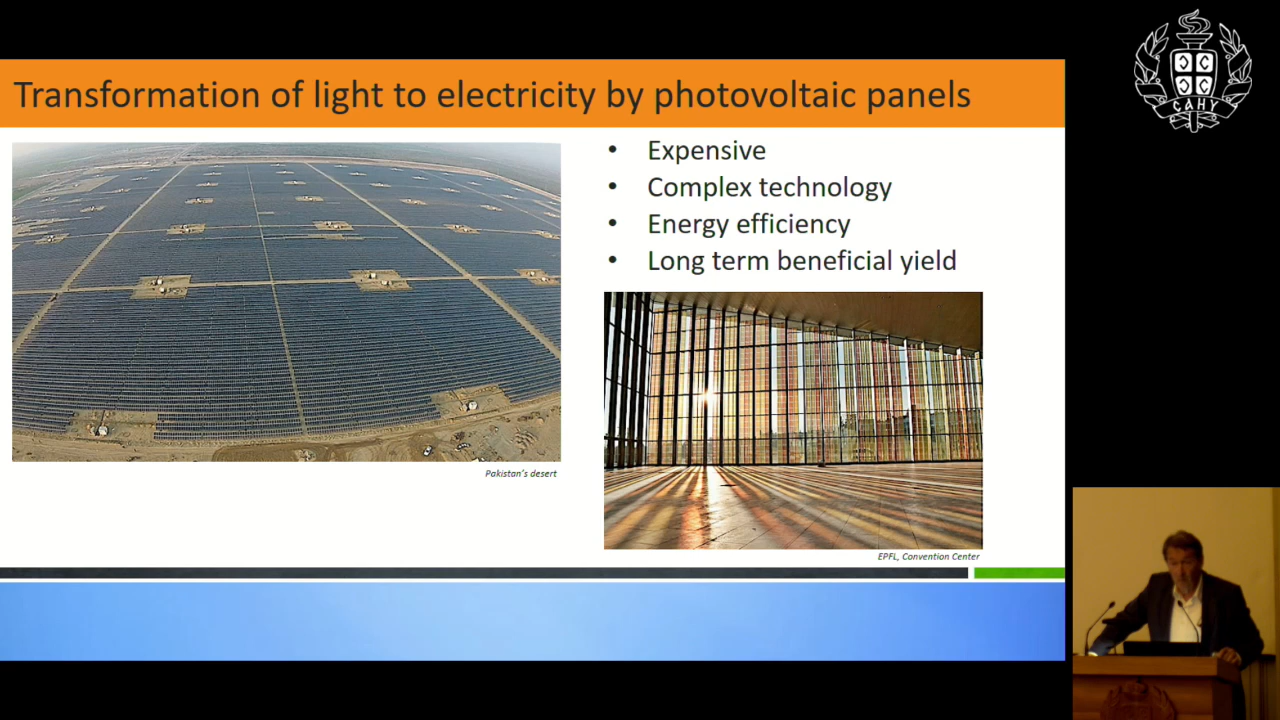 Transformation of light to electricity by photovoltaic panels
• Expensive
• Complex technology
• Energy efficiency
• Long term beneficial yield
Pakistan's desert
EPFL, Convention Center
САНУ